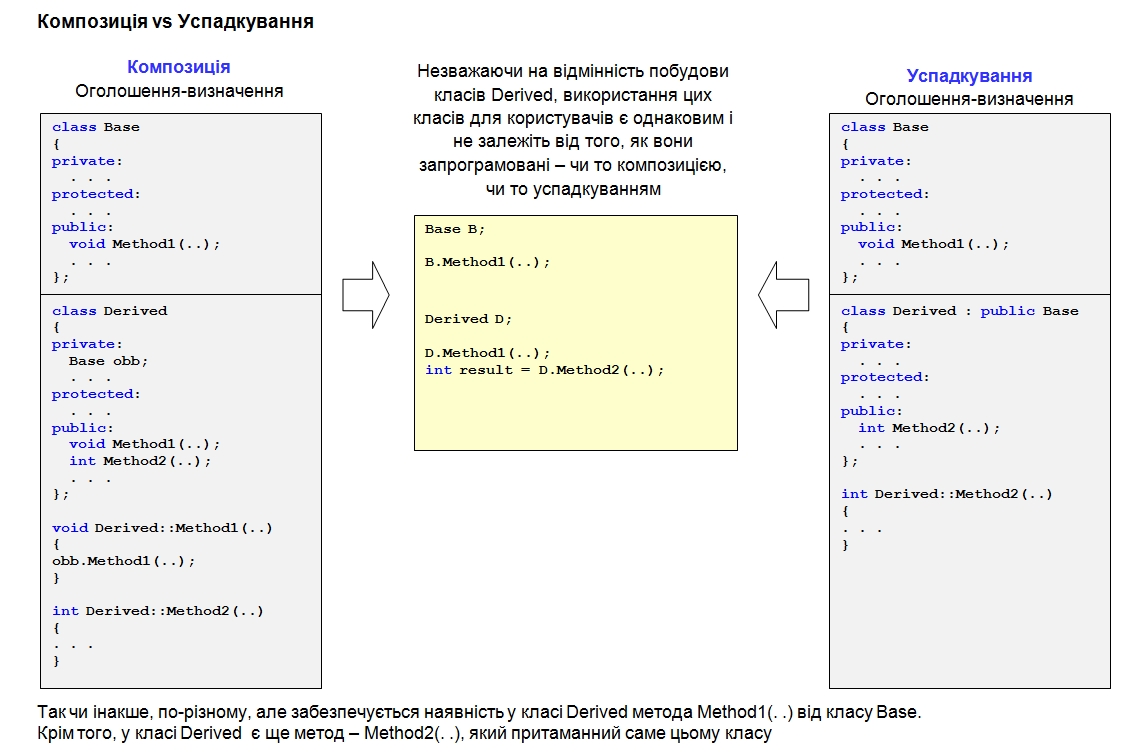 Композиція vs Успадкування
Композиція
Оголошення-визначення
class Base
{
private:
. . .
protected:
. . .
public:
void Method1(..);
. . .
};
class Derived
{
private:
Base obb;
. . .
protected:
. . .
public:
void Method1(..);
int Method2(..);
. . .
};
void Derived::Method1(..)
{
obb.Method1(..);
}
int Derived::Method2(..)
{
. . .
}
Незважаючи на відмінність побудови
класів Derived, використання цих
класів для користувачів є однаковим і
не залежіть від того, як вони
запрограмовані – чи то композицією,
чи то успадкуванням
Base B;
B.Method1(..);
Derived D;
D.Method1(..);
int result = D.Method2(..);
Успадкування
Оголошення-визначення
class Base
{
private:
. . .
protected:
. . .
public:
void Method1(..);
. . .
};
class Derived : public Base
{
private:
. . .
protected:
. . .
public:
int Method2(..);
. . .
};
int Derived::Method2(..)
{
. . .
}
Так чи інакше, по-різному, але забезпечується наявність у класі Derived метода Method1(. .) від класу Base.
Крім того, у класі Derived є ще метод – Method2(. .), який притаманний саме цьому класу